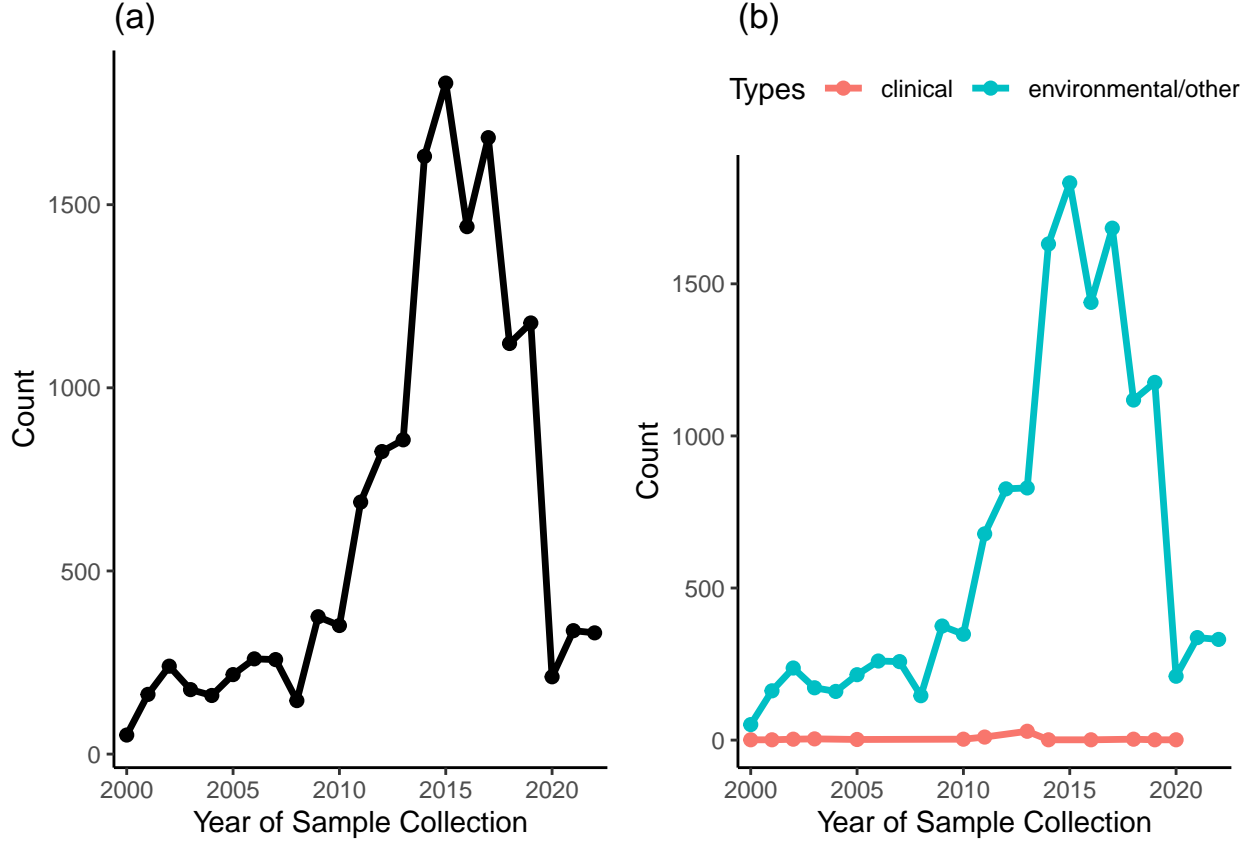 (a)
Count
1500
1000
500
0
2000 2005 2010 2015 2020
Year of Sample Collection
(b)
Types clinical environmental/other
Count
1500
1000
500
0
2000 2005 2010 2015 2020
Year of Sample Collection